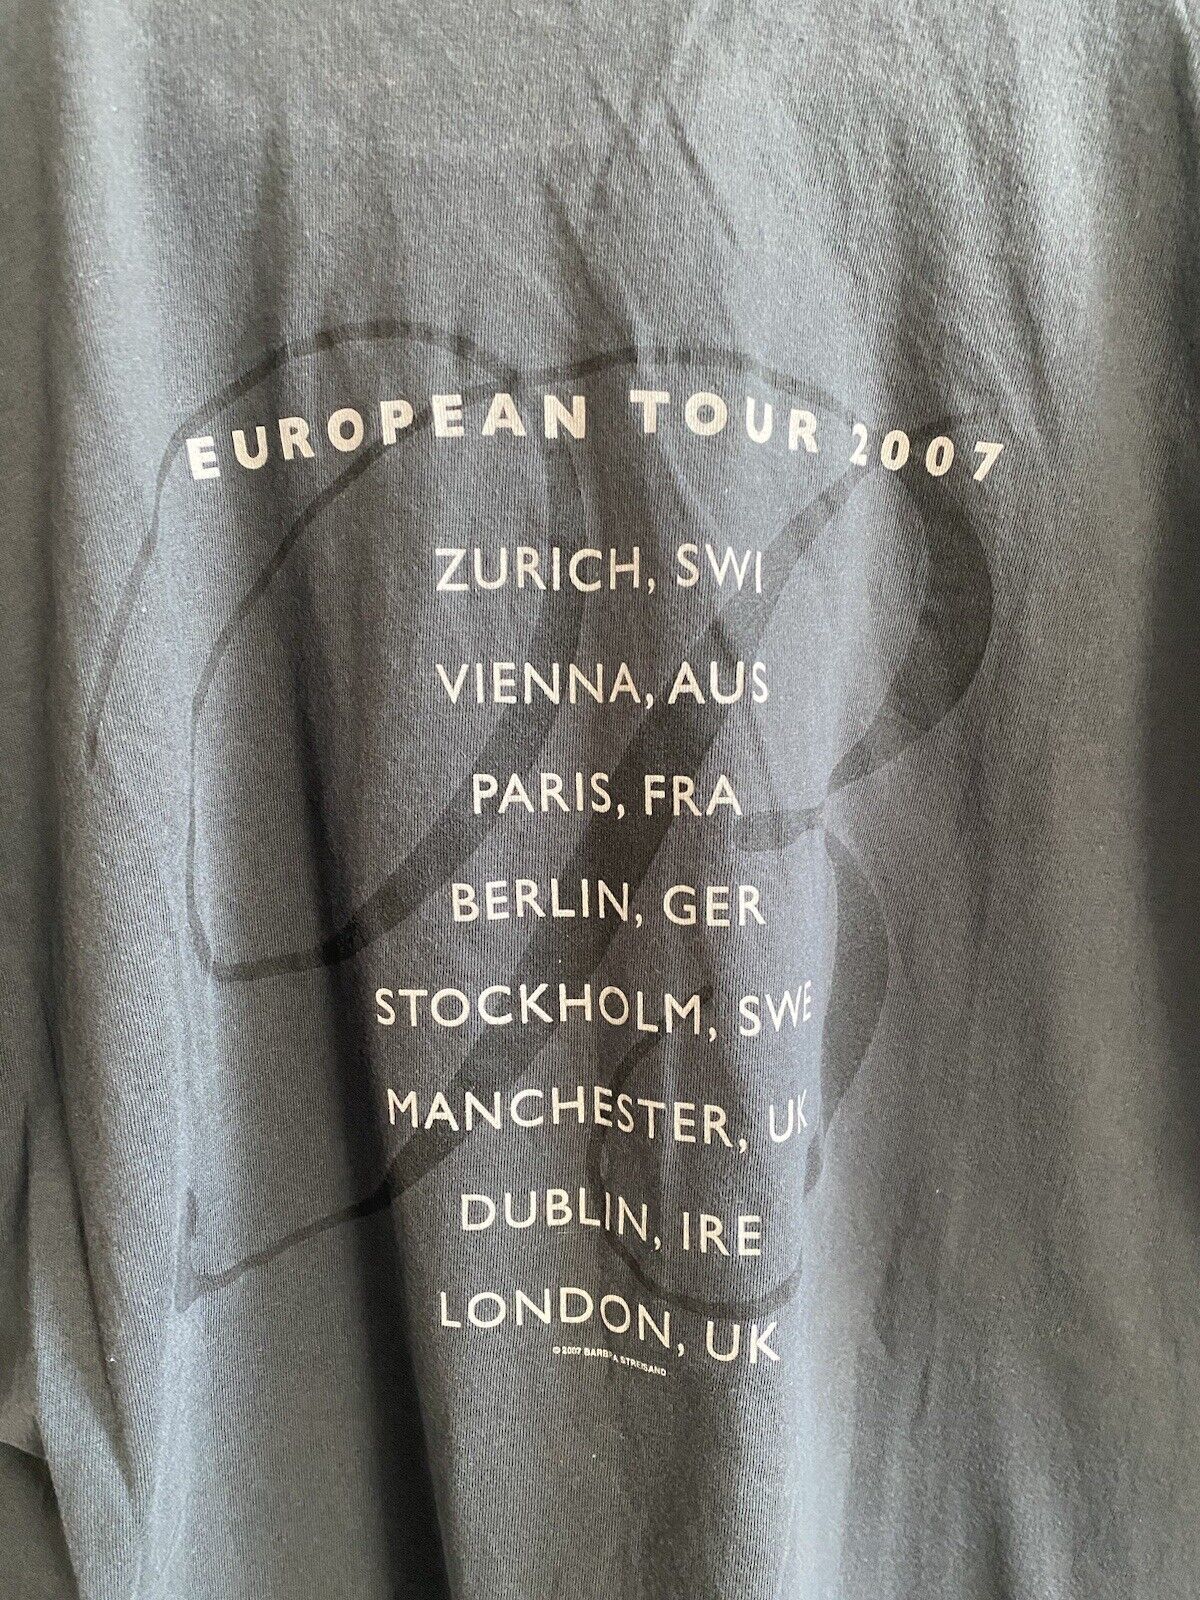 EUROPEAN TOUR 2007
ZURICH, SWI
VIENNA, AUS
PARIS, FRA
BERLIN, GER
STOCKHOLM, SWE
MANCHESTER, UK
DUBLIN, IRE
LONDON, UK
© 2007 BARBRA STREISAND